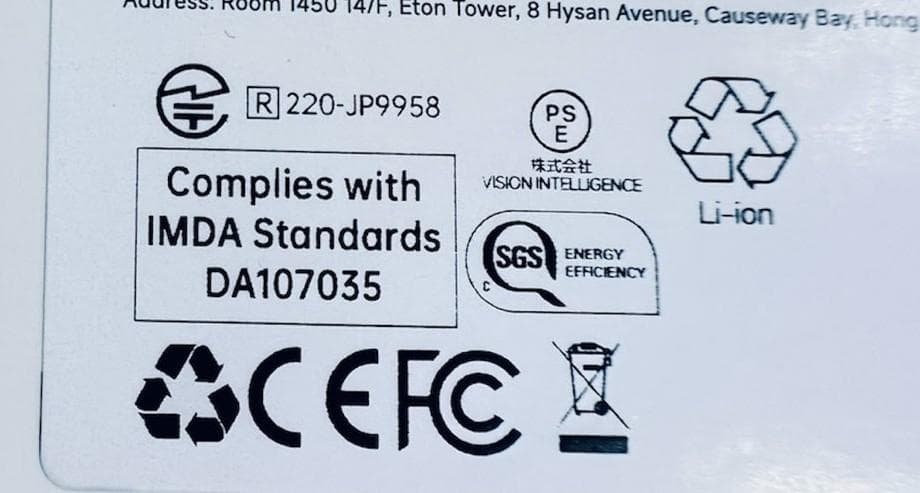 Address: Room 1450 14/F, Eton Tower, 8 Hysan Avenue, Causeway Bay, Hong
R 220-JP9958
PS
E
株式会社
VISION INTELLIGENCE
Complies with
IMDA Standards
DA107035
SGS
C
ENERGY
EFFICIENCY
Li-ion
CE FC